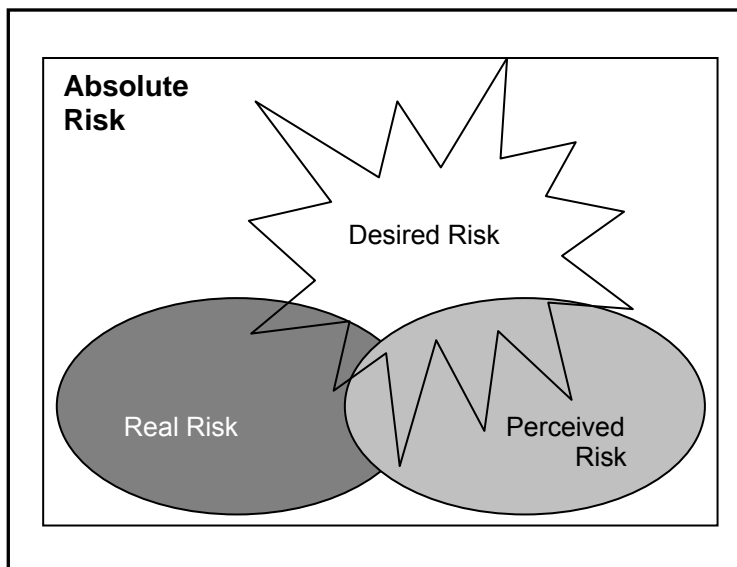 Absolute
Risk
Desired Risk
Real Risk
Perceived
Risk